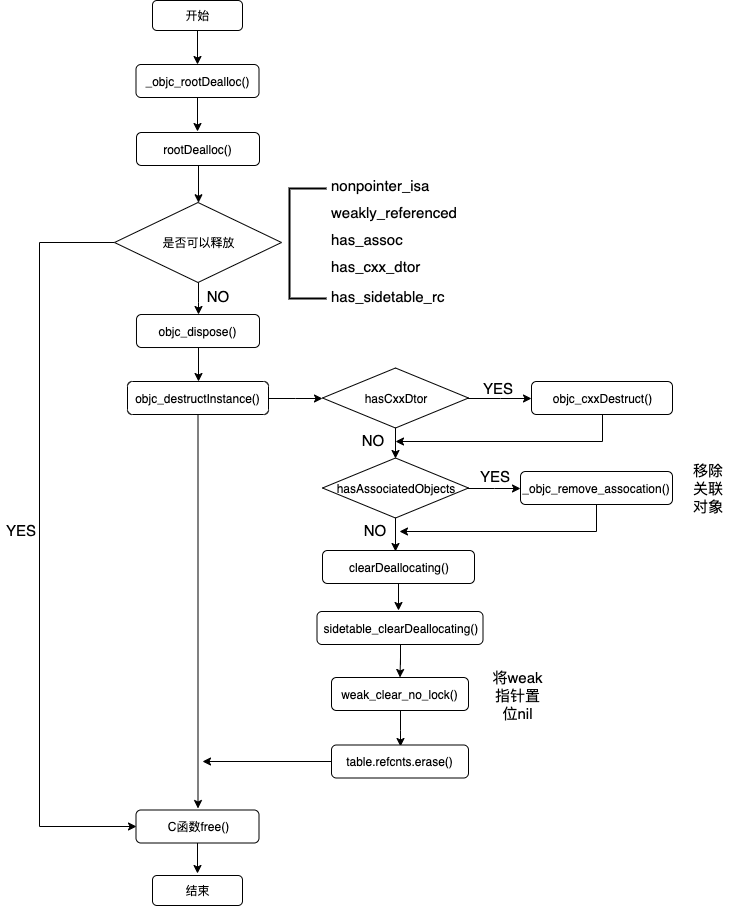 开始
_objc_rootDealloc()
rootDealloc()
是否可以释放
nonpointer_isa
weakly_referenced
has_assoc
has_cxx_dtor
has_sidetable_rc
NO
objc_dispose()
objc_destructInstance()
hasCxxDtor
YES
objc_cxxDestruct()
NO
hasAssociatedObjects
YES
_objc_remove_assocation()
移除
关联
对象
NO
YES
clearDeallocating()
sidetable_clearDeallocating()
weak_clear_no_lock()
将weak
指针置
位nil
table.refcnts.erase()
C函数free()
结束